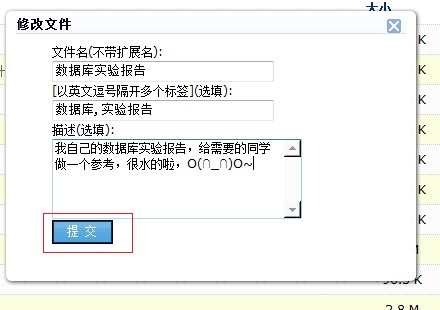 大小
修改文件
K
文件名(不带扩展名):
数据库实验报告
K
[以英文逗号隔开多个标签](选填):
数据库,实验报告
K
描述(选填):
我自己的数据库实验报告，给需要的同学
K
做一个参考，很水的啦，O(∩_∩)O~
K
K
K
提 交
M
96.5 K
2.8 M